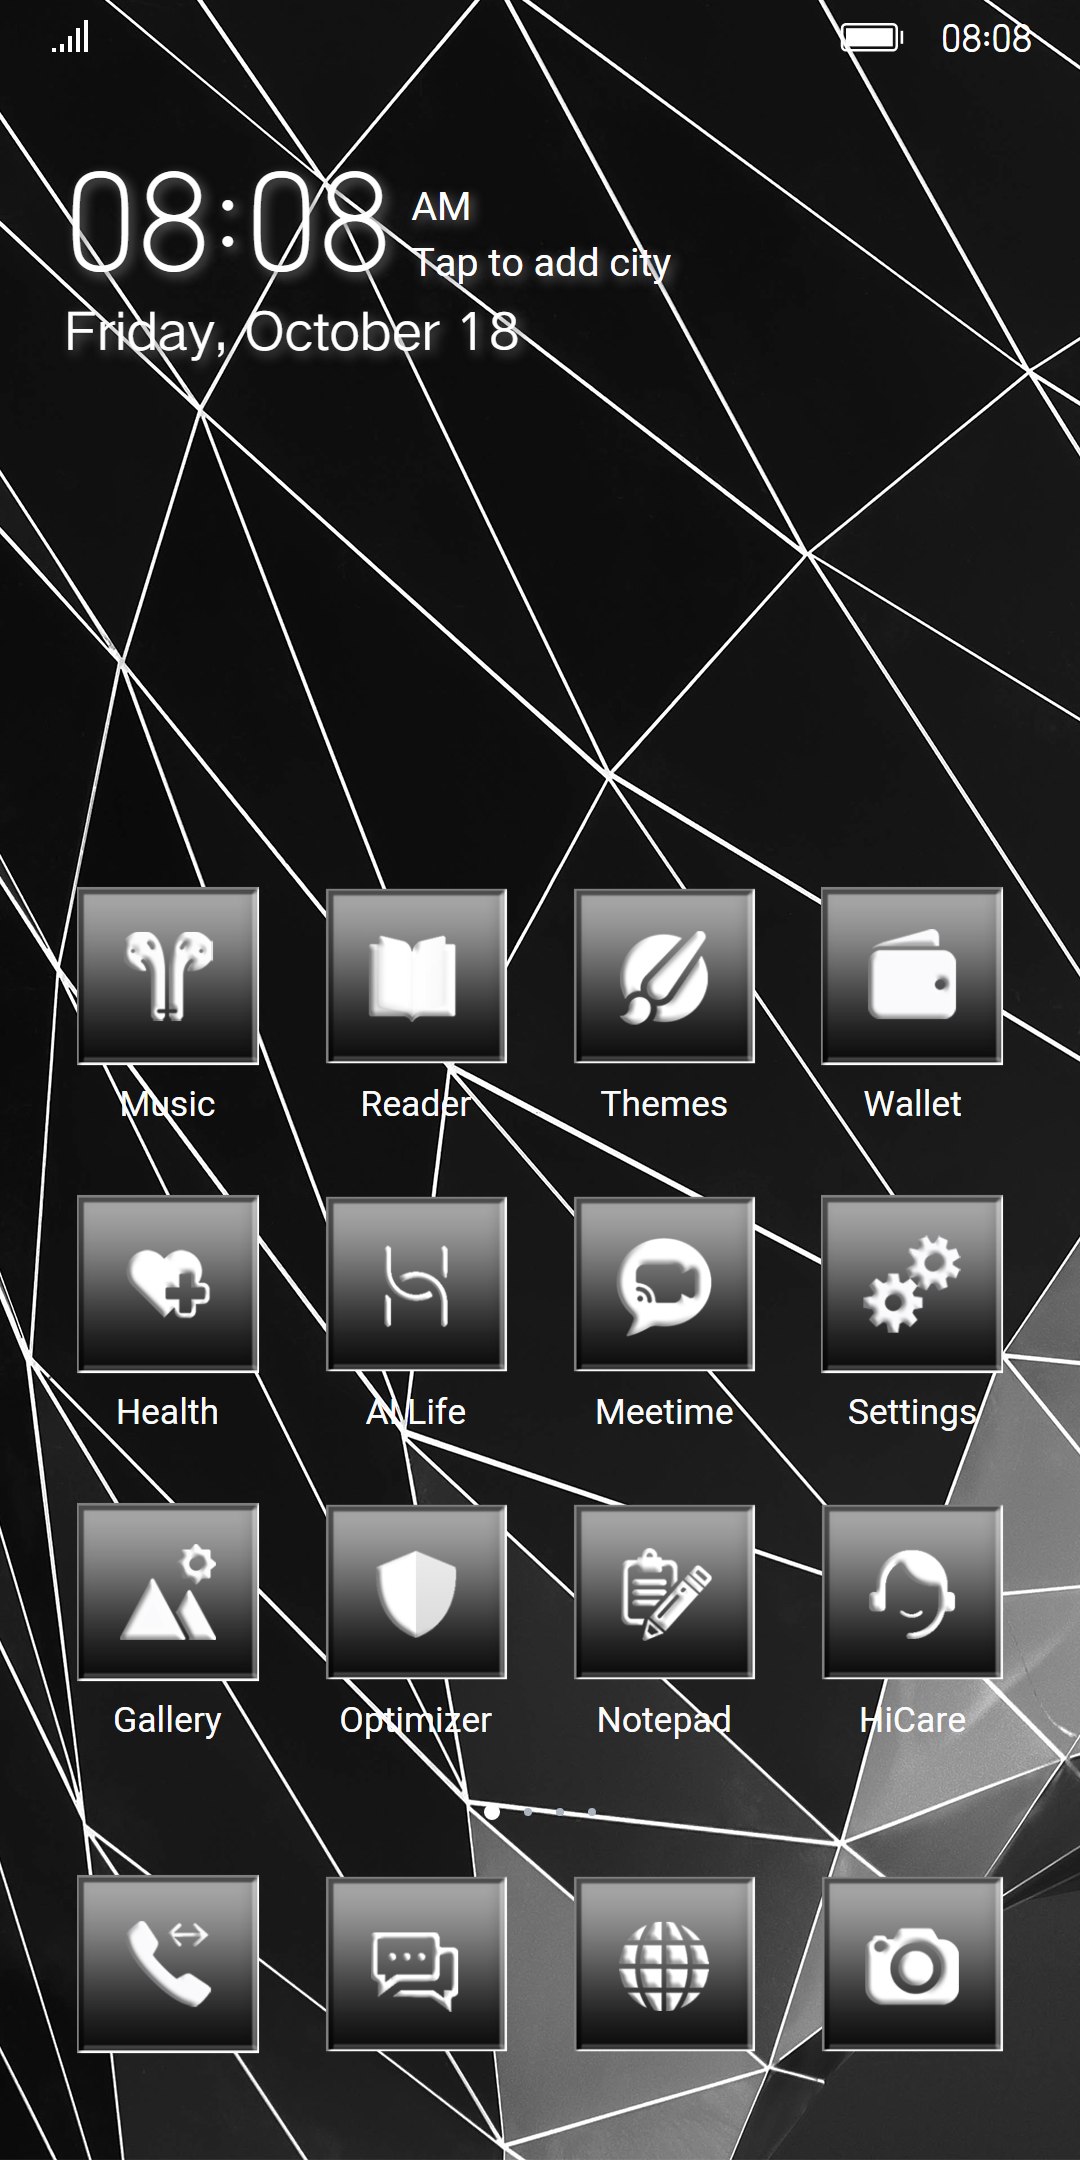 08:08
08:08 AM
Tap to add city
Friday, October 18
Music Reader Themes Wallet
Health AI Life Meetime Settings
Gallery Optimizer Notepad HiCare